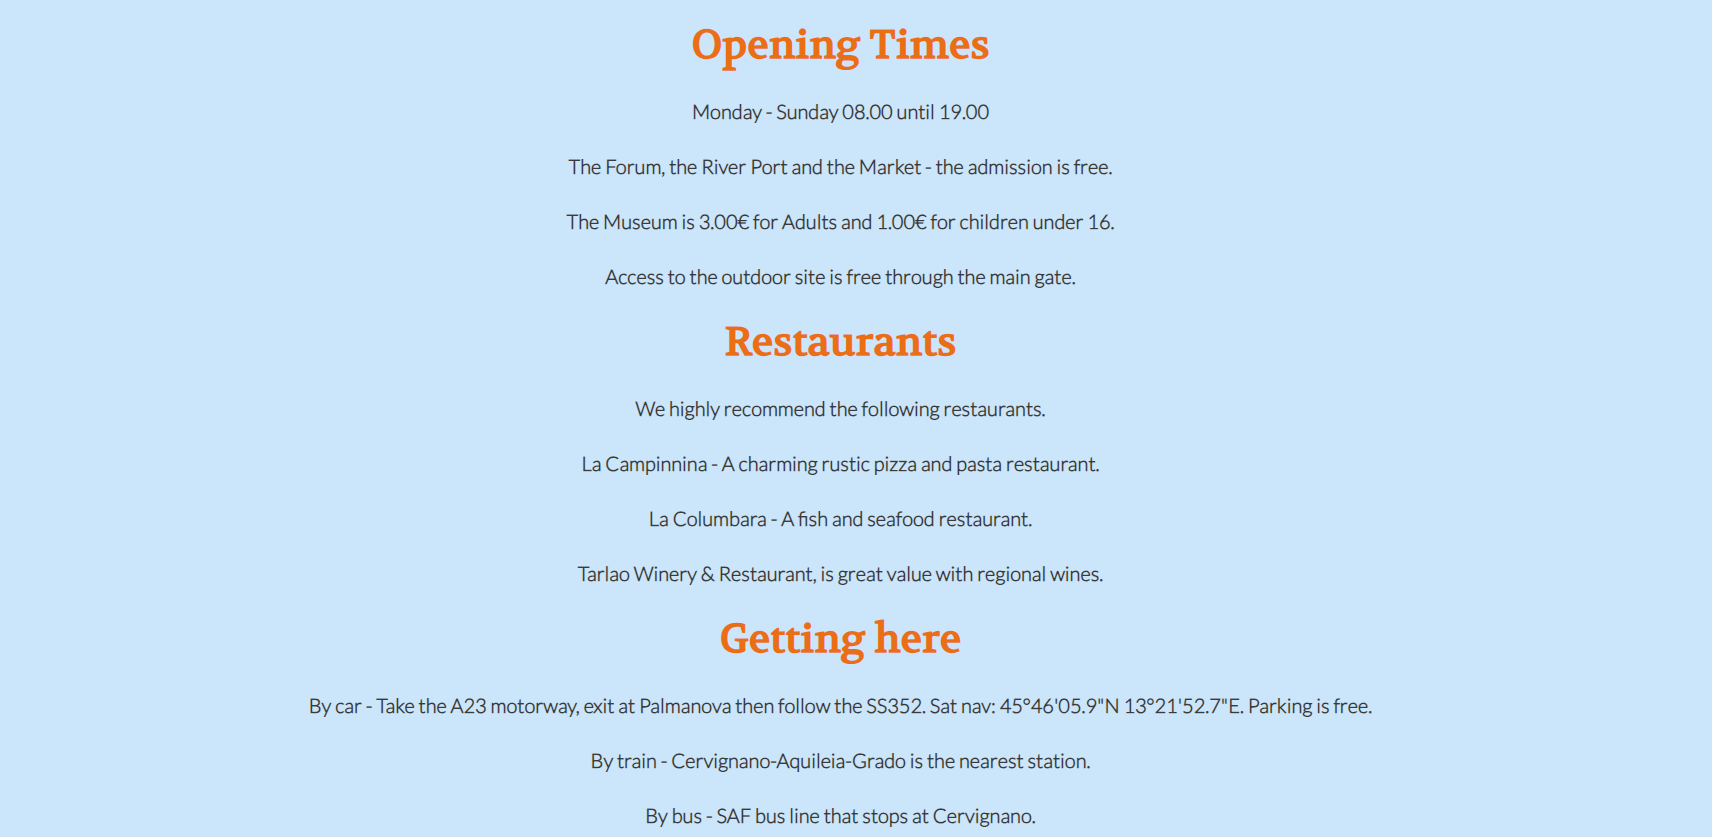 Opening Times
Monday - Sunday 08.00 until 19.00
The Forum, the River Port and the Market - the admission is free.
The Museum is 3.00€ for Adults and 1.00€ for children under 16.
Access to the outdoor site is free through the main gate.
Restaurants
We highly recommend the following restaurants.
La Campinnina - A charming rustic pizza and pasta restaurant.
La Columbara - A fish and seafood restaurant.
Tarlao Winery & Restaurant, is great value with regional wines.
Getting here
By car - Take the A23 motorway, exit at Palmanova then follow the SS352. Sat nav: 45°46'05.9"N 13°21'52.7"E. Parking is free.
By train - Cervignano-Aquileia-Grado is the nearest station.
By bus - SAF bus line that stops at Cervignano.